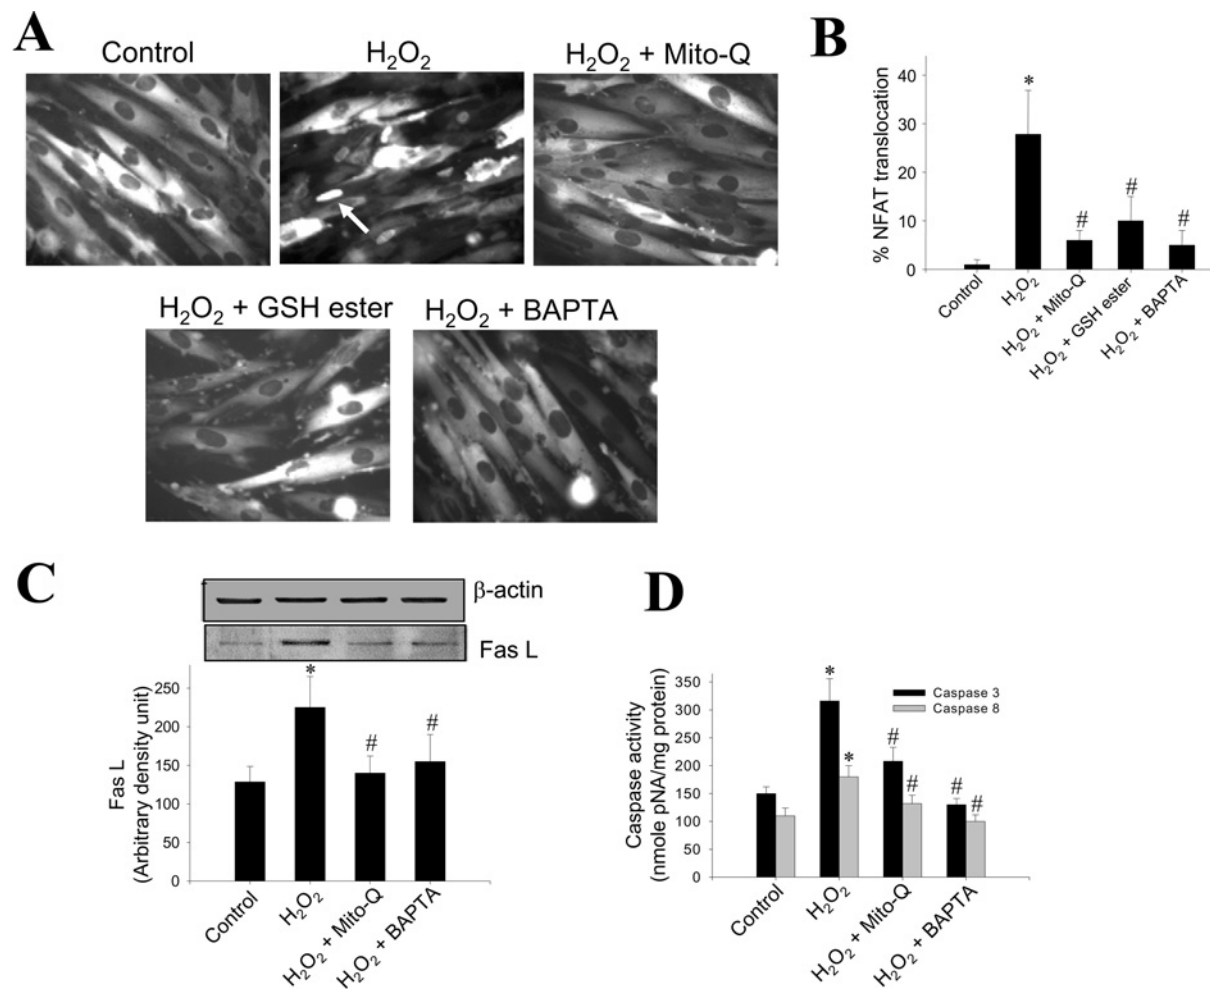 A
Control
H₂O₂
H₂O₂ + Mito-Q
H₂O₂ + GSH ester
H₂O₂ + BAPTA
B
% NFAT translocation
40
30
20
10
0
*
#
#
#
Control
H₂O₂
H₂O₂ + Mito-Q
H₂O₂ + GSH ester
H₂O₂ + BAPTA
C
β-actin
Fas L
Fas L
(Arbitrary density unit)
250
200
150
100
50
0
*
#
#
Control
H₂O₂
H₂O₂ + Mito-Q
H₂O₂ + BAPTA
D
Caspase activity
(nmole pNA/mg protein)
350
300
250
200
150
100
50
0
Caspase 3
Caspase 8
*
*
#
#
#
#
Control
H₂O₂
H₂O₂ + Mito-Q
H₂O₂ + BAPTA